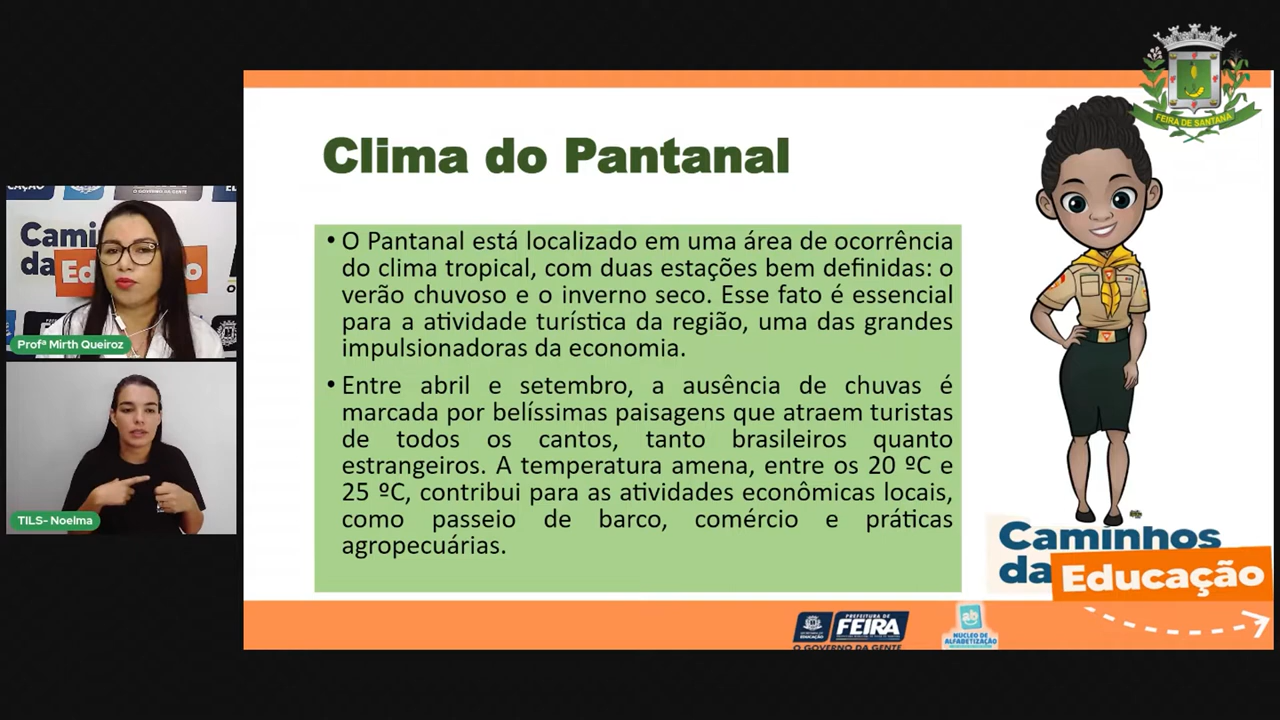 FEIRA DE SANTANA
Clima do Pantanal
• O Pantanal está localizado em uma área de ocorrência
do clima tropical, com duas estações bem definidas: o
verão chuvoso e o inverno seco. Esse fato é essencial
para a atividade turística da região, uma das grandes
impulsionadoras da economia.
• Entre abril e setembro, a ausência de chuvas é
marcada por belíssimas paisagens que atraem turistas
de todos os cantos, tanto brasileiros quanto
estrangeiros. A temperatura amena, entre os 20 ºC e
25 ºC, contribui para as atividades econômicas locais,
como passeio de barco, comércio e práticas
agropecuárias.
Profª Mirth Queiroz
TILS- Noelma
Caminhos
da Educação
PREFEITURA DE
FEIRA
EDUCAÇÃO
O GOVERNO DA GENTE
ab
NÚCLEO DE
ALFABETIZAÇÃO